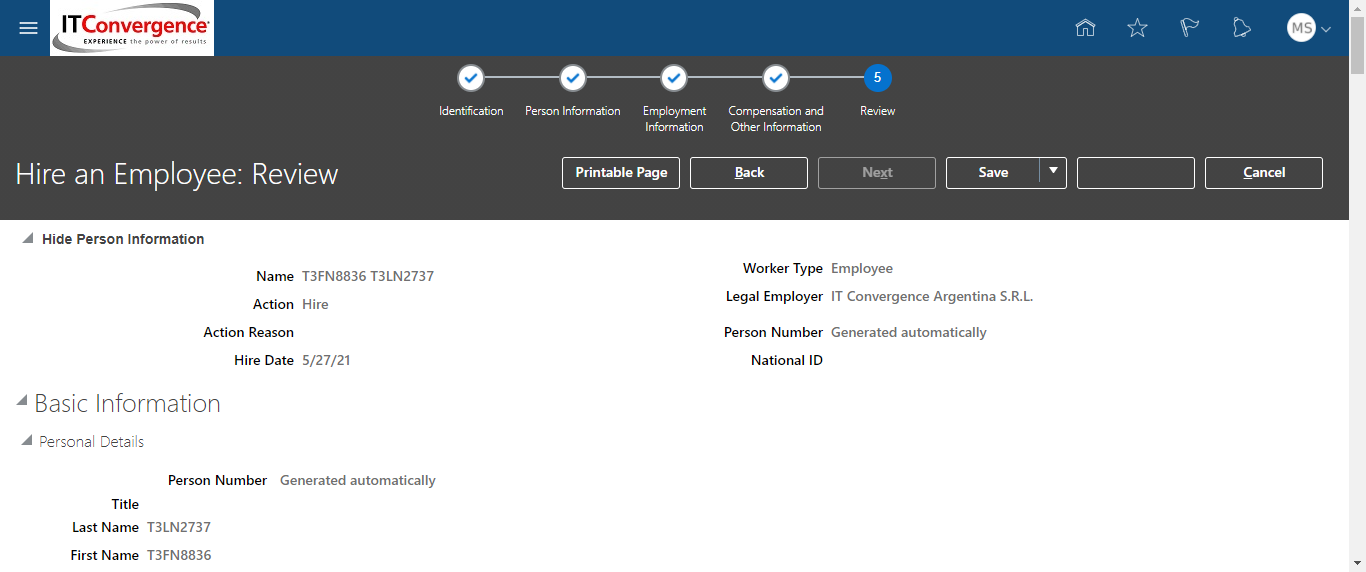 ITConvergence
EXPERIENCE the power of results
MS
5
Identification
Person Information
Employment
Information
Compensation and
Other Information
Review
Hire an Employee: Review
Printable Page
Back
Next
Save
Cancel
Hide Person Information
Name T3FN8836 T3LN2737
Action Hire
Action Reason
Hire Date 5/27/21
Worker Type Employee
Legal Employer IT Convergence Argentina S.R.L.
Person Number Generated automatically
National ID
Basic Information
Personal Details
Person Number Generated automatically
Title
Last Name T3LN2737
First Name T3FN8836